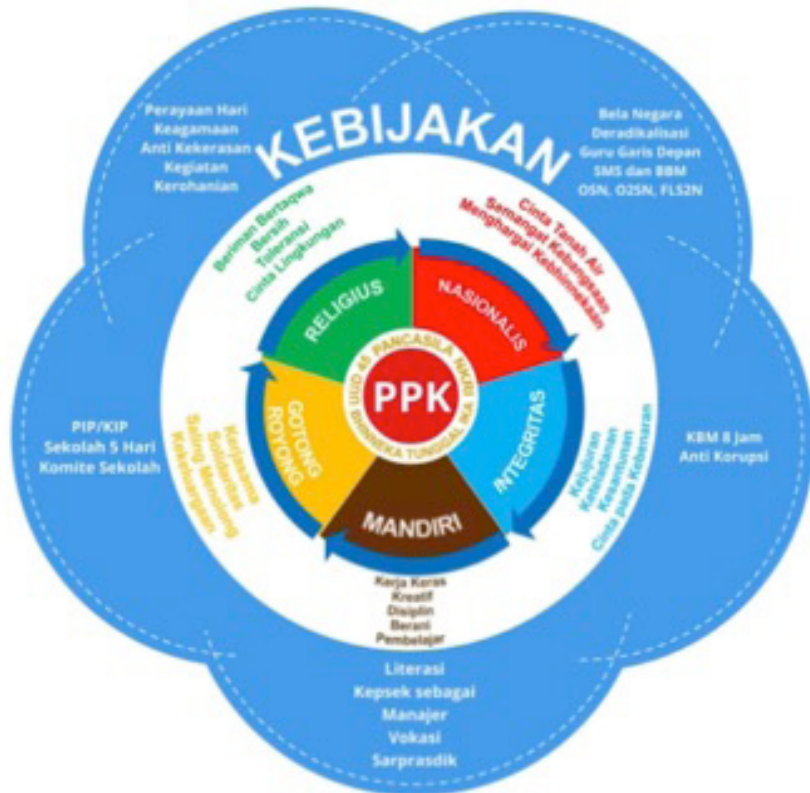 KEBIJAKAN
Perayaan Hari
Keagamaan
Anti Kekerasan
Kegiatan
Kerohanian
Bela Negara
Deradikalisasi
Guru Garis Depan
SMS dan BBM
OSN, O2SN, FLS2N
Beriman Bertaqwa
Bersih
Toleransi
Cinta Lingkungan
Cinta Tanah Air
Semangat Kebangsaan
Menghargai Kebhinekaan
RELIGIUS
NASIONALIS
UUD 45 PANCASILA NKRI
BHINNEKA TUNGGAL IKA
PPK
GOTONG
ROYONG
INTEGRITAS
MANDIRI
PIP/KIP
Sekolah 5 Hari
Komite Sekolah
Kerjasama
Solidaritas
Saling Menolong
Kekeluargaan
Kejujuran
Keteladanan
Kesantunan
Cinta pada Kebenaran
KBM 8 Jam
Anti Korupsi
Kerja Keras
Kreatif
Disiplin
Berani
Pembelajar
Literasi
Kepsek sebagai
Manajer
Vokasi
Sarprasdik